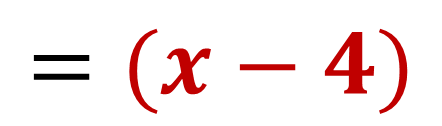 = (x − 4)